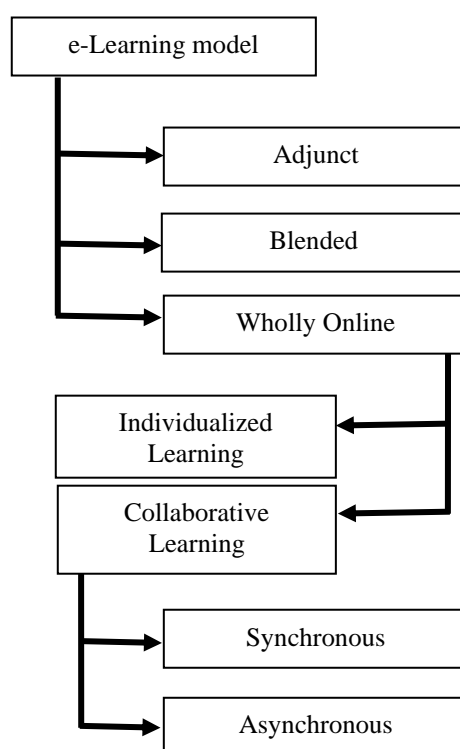 e-Learning model
Adjunct
Blended
Wholly Online
Individualized
Learning
Collaborative
Learning
Synchronous
Asynchronous